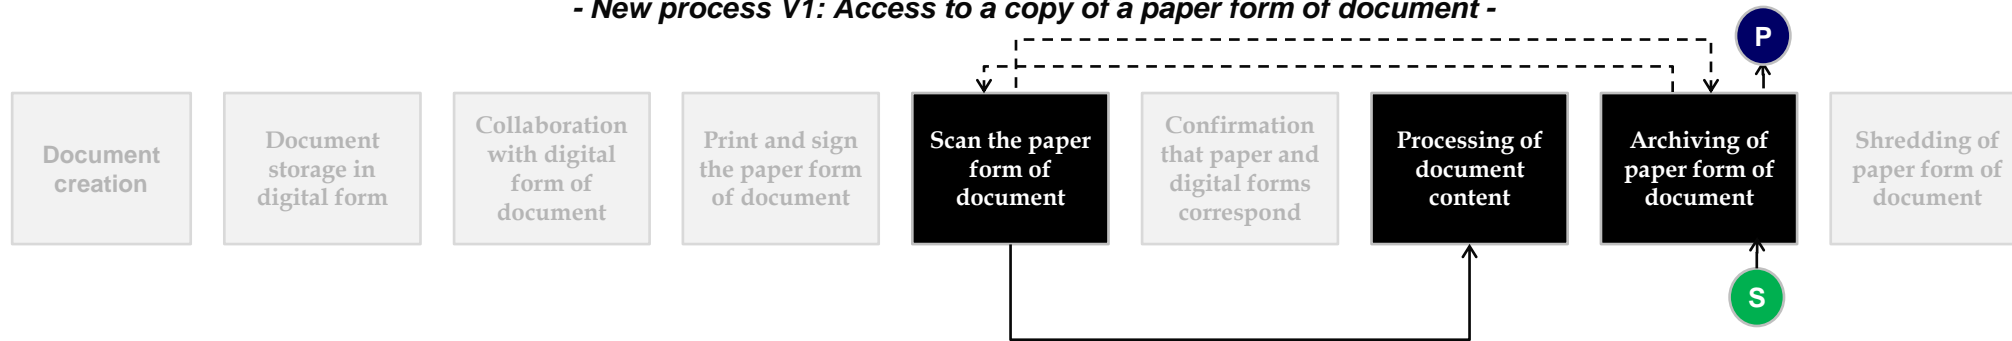 - New process V1: Access to a copy of a paper form of document -
P
Document
creation
Document
storage in
digital form
Collaboration
with digital
form of
document
Print and sign
the paper form
of document
Scan the paper
form of
document
Confirmation
that paper and
digital forms
correspond
Processing of
document
content
Archiving of
paper form of
document
Shredding of
paper form of
document
S